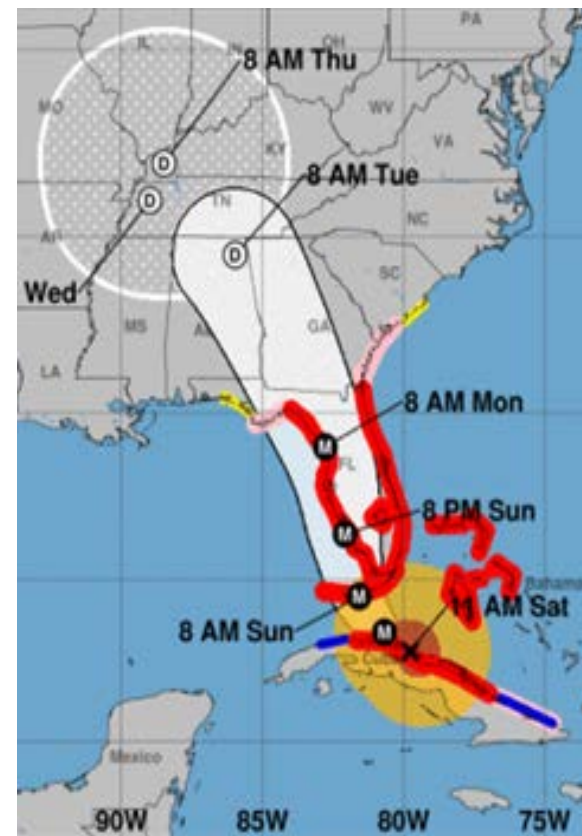 PA
IL
IN
OH
N
8 AM Thu
MO
WV
KY
VA
8 AM Tue
TN
D
D
NC
D
SC
Wed
MS
AL
GA
LA
8 AM Mon
M
FL
M
8 PM Sun
Bahamas
M
11 AM Sat
8 AM Sun
M
Cuba
Mexico
90W
85W
80W
75W